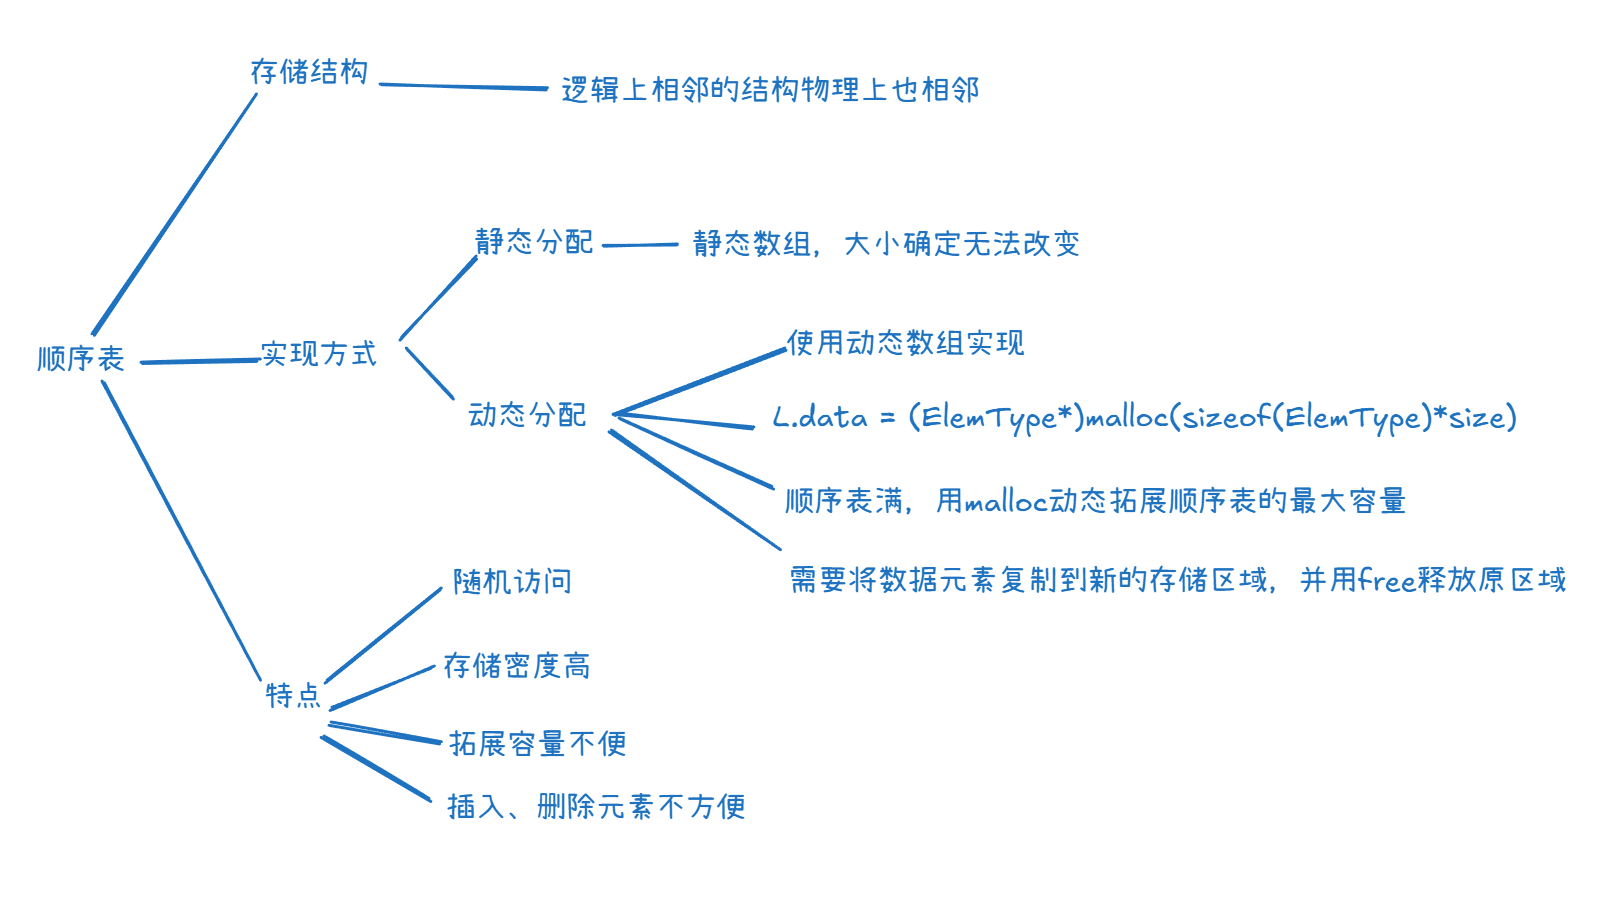 存储结构
逻辑上相邻的结构物理上也相邻
静态分配
静态数组，大小确定无法改变
顺序表
实现方式
使用动态数组实现
动态分配
L.data = (ElemType*)malloc(sizeof(ElemType)*size)
顺序表满，用malloc动态拓展顺序表的最大容量
需要将数据元素复制到新的存储区域，并用free释放原区域
随机访问
存储密度高
特点
拓展容量不便
插入、删除元素不方便